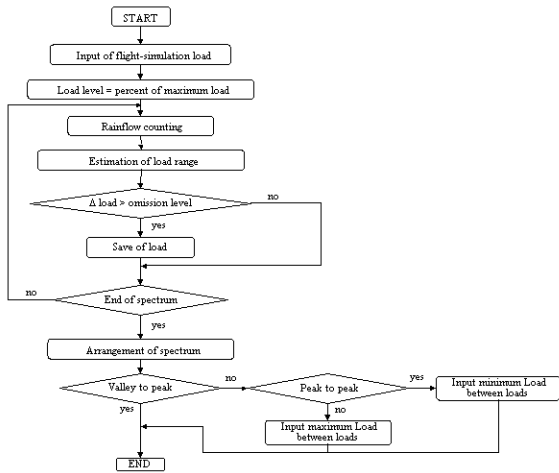 START
Input of flight-simulation load
Load level = percent of maximum load
Rainflow counting
Estimation of load range
Δ load > omission level
no
yes
Save of load
no
End of spectrum
yes
Arrangement of spectrum
Valley to peak
no
Peak to peak
yes
Input minimum Load
between loads
yes
no
Input maximum Load
between loads
END